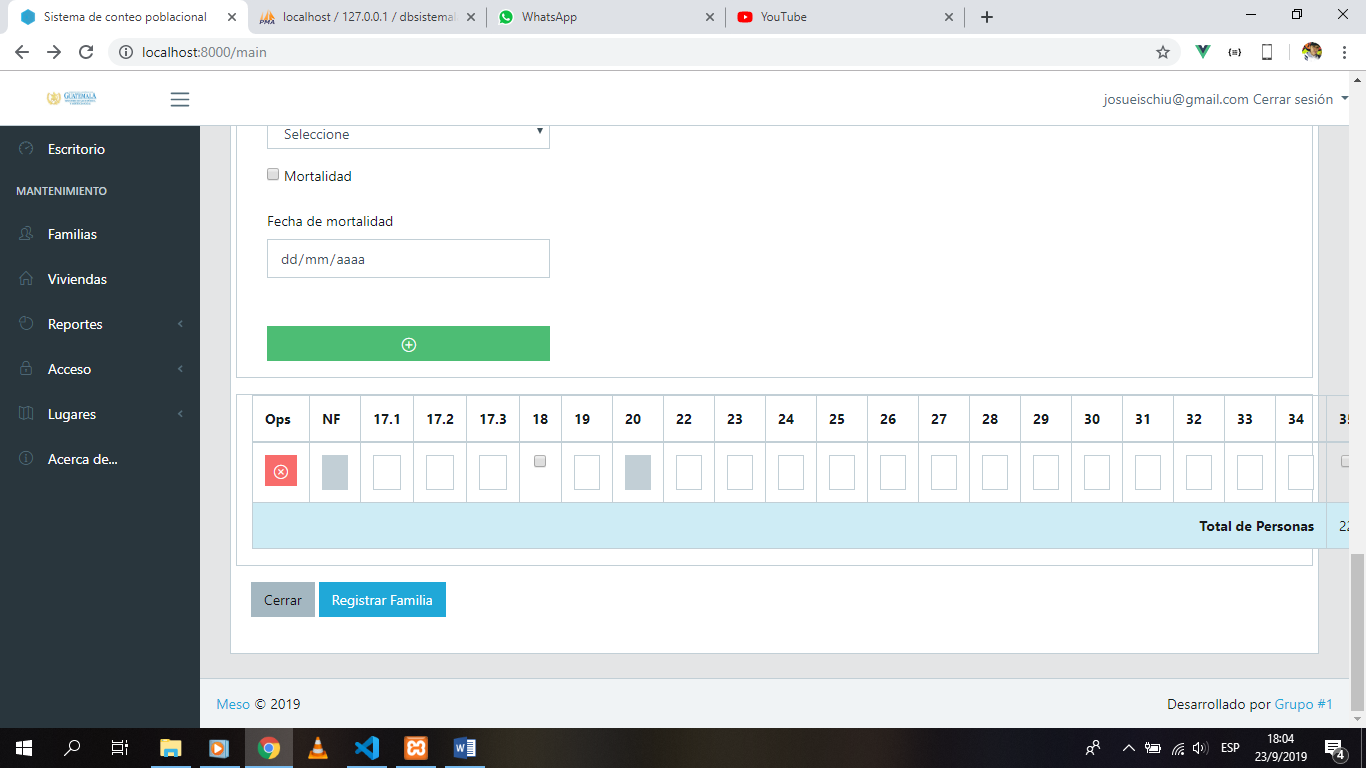 Sistema de conteo poblacional
localhost / 127.0.0.1 / dbsistema
WhatsApp
YouTube
localhost:8000/main
GUATEMALA
josueischiu@gmail.com Cerrar sesión
Escritorio
MANTENIMIENTO
Familias
Viviendas
Reportes
Acceso
Lugares
Acerca de...
Seleccione
Mortalidad
Fecha de mortalidad
dd/mm/aaaa
Ops NF 17.1 17.2 17.3 18 19 20 22 23 24 25 26 27 28 29 30 31 32 33 34 35
Total de Personas 22
Cerrar Registrar Familia
Meso © 2019
Desarrollado por Grupo #1
ESP
18:04
23/9/2019
4